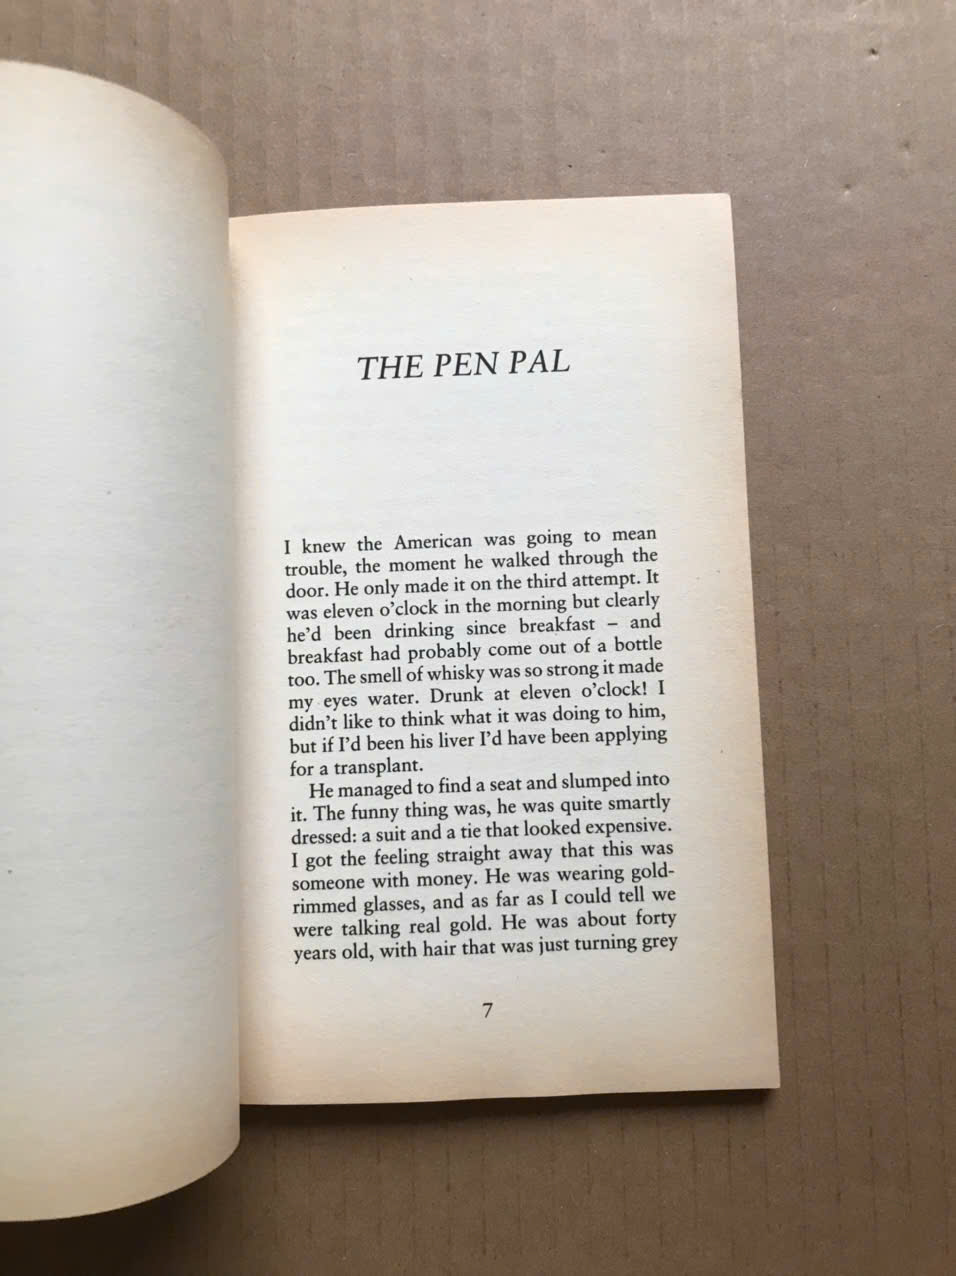 THE PEN PAL
I knew the American was going to mean
trouble, the moment he walked through the
door. He only made it on the third attempt. It
was eleven o'clock in the morning but clearly
he'd been drinking since breakfast – and
breakfast had probably come out of a bottle
too. The smell of whisky was so strong it made
my eyes water. Drunk at eleven o'clock! I
didn't like to think what it was doing to him,
but if I'd been his liver I'd have been applying
for a transplant.
He managed to find a seat and slumped into
it. The funny thing was, he was quite smartly
dressed: a suit and a tie that looked expensive.
I got the feeling straight away that this was
someone with money. He was wearing gold-
rimmed glasses, and as far as I could tell we
were talking real gold. He was about forty
years old, with hair that was just turning grey
7